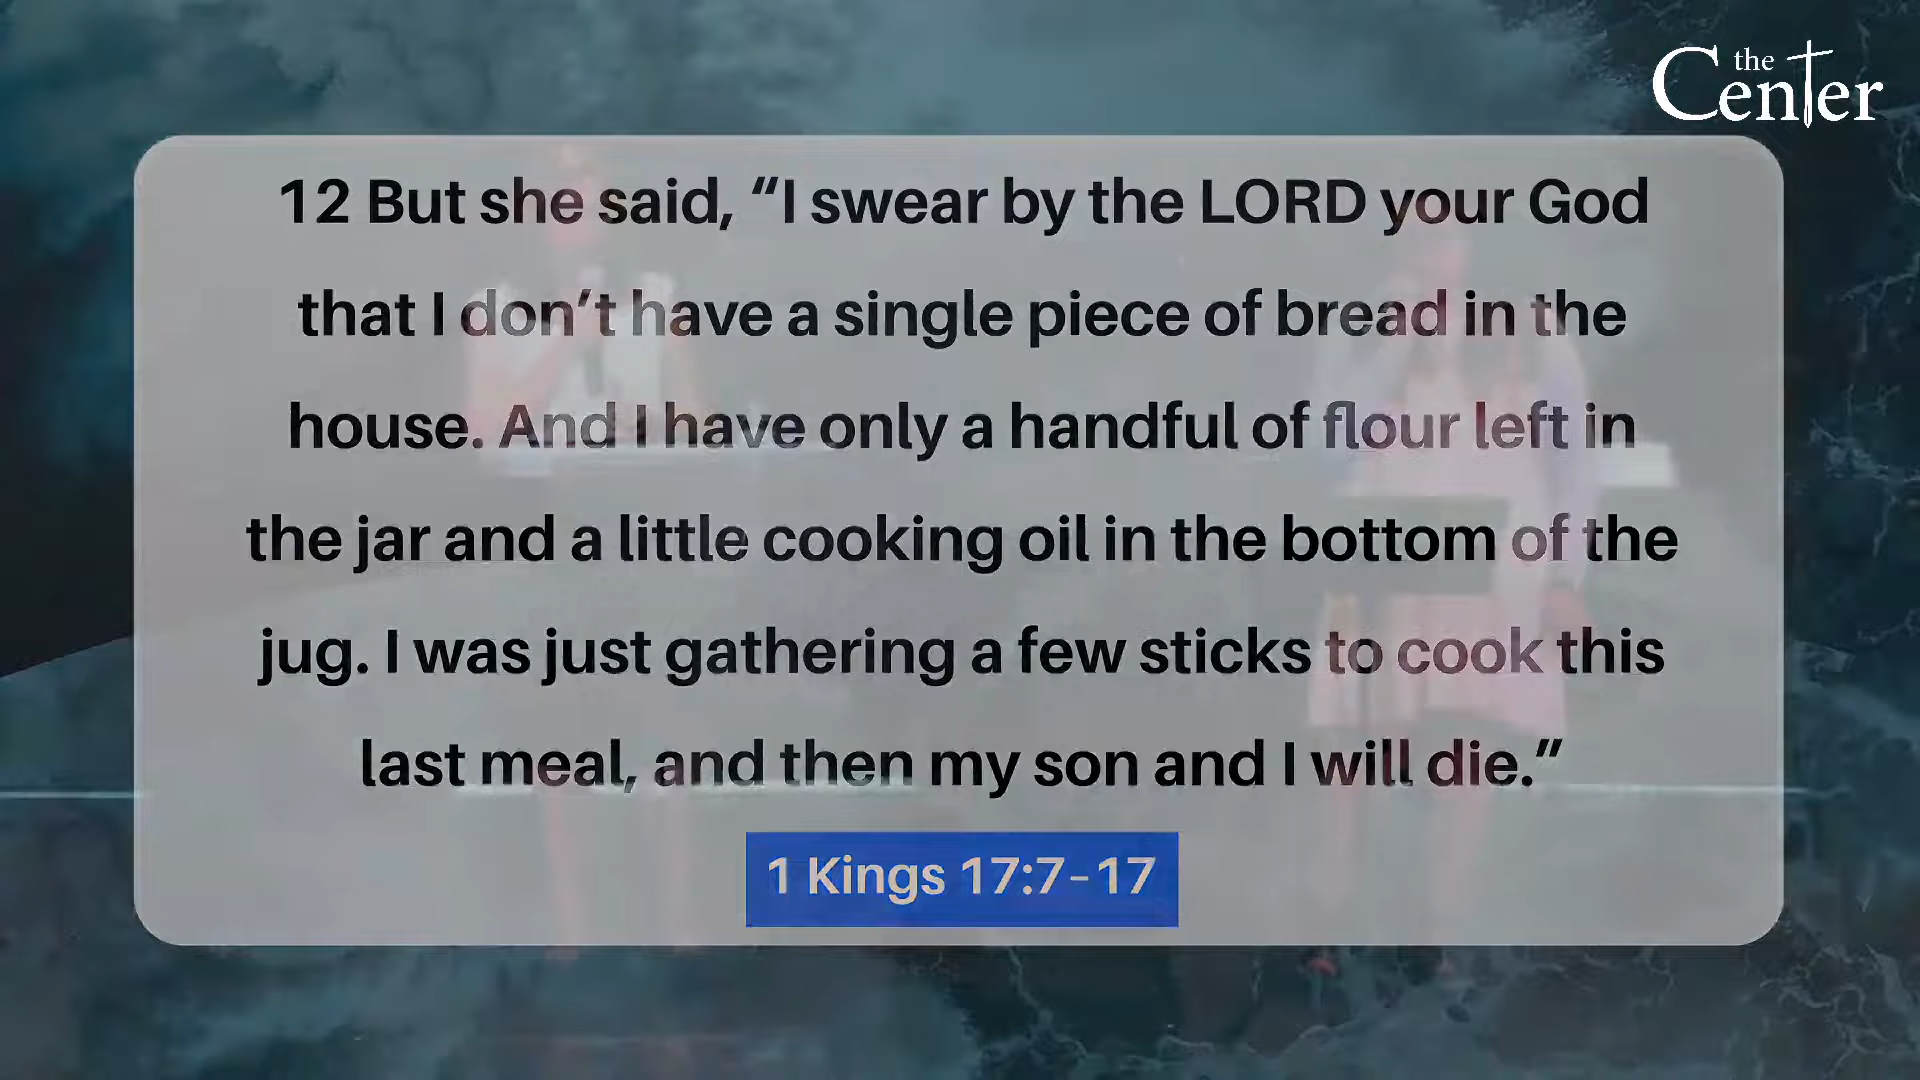 the
Center
12 But she said, “I swear by the LORD your God
that I don’t have a single piece of bread in the
house. And I have only a handful of flour left in
the jar and a little cooking oil in the bottom of the
jug. I was just gathering a few sticks to cook this
last meal, and then my son and I will die.”
1 Kings 17:7-17